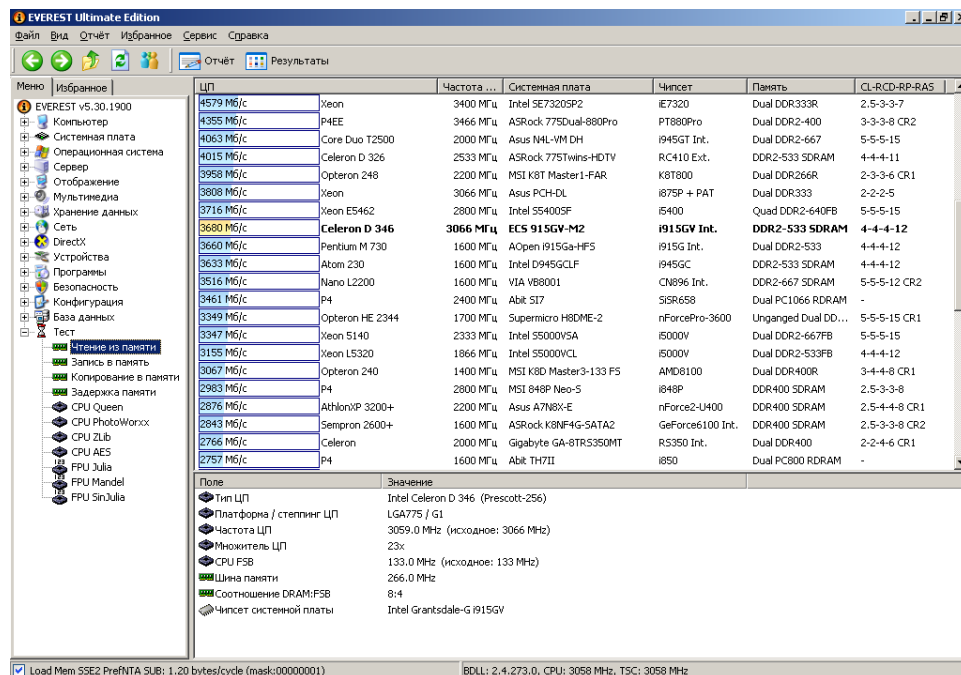 EVEREST Ultimate Edition
Файл Вид Отчёт Избранное Сервис Справка
Отчёт Результаты
Меню Избранное
EVEREST v5.30.1900
Компьютер
Системная плата
Операционная система
Сервер
Отображение
Мультимедиа
Хранение данных
Сеть
DirectX
Устройства
Программы
Безопасность
Конфигурация
База данных
Тест
Чтение из памяти
Запись в память
Копирование в памяти
Задержка памяти
CPU Queen
CPU PhotoWorxx
CPU ZLib
CPU AES
FPU Julia
FPU Mandel
FPU SinJulia
ЦП Частота ... Системная плата Чипсет Память CL-RCD-RP-RAS
4579 Мб/с Xeon 3400 МГц Intel SE7320SP2 iE7320 Dual DDR333R 2.5-3-3-7
4355 Мб/с P4EE 3466 МГц ASRock 775Dual-880Pro PT880Pro Dual DDR2-400 3-3-3-8 CR2
4063 Мб/с Core Duo T2500 2000 МГц Asus N4L-VM DH i945GT Int. Dual DDR2-667 5-5-5-15
4015 Мб/с Celeron D 326 2533 МГц ASRock 775Twins-HDTV RC410 Ext. DDR2-533 SDRAM 4-4-4-11
3958 Мб/с Opteron 248 2200 МГц MSI K8T Master1-FAR K8T800 Dual DDR266R 2-3-3-6 CR1
3808 Мб/с Xeon 3066 МГц Asus PCH-DL i875P + PAT Dual DDR333 2-2-2-5
3716 Мб/с Xeon E5462 2800 МГц Intel S5400SF i5400 Quad DDR2-640FB 5-5-5-15
3680 Мб/с Celeron D 346 3066 МГц ECS 915GV-M2 i915GV Int. DDR2-533 SDRAM 4-4-4-12
3660 Мб/с Pentium M 730 1600 МГц AOpen i915Ga-HFS i915G Int. Dual DDR2-533 4-4-4-12
3633 Мб/с Atom 230 1600 МГц Intel D945GCLF i945GC DDR2-533 SDRAM 4-4-4-12
3516 Мб/с Nano L2200 1600 МГц VIA VB8001 CN896 Int. DDR2-667 SDRAM 5-5-5-12 CR2
3461 Мб/с P4 2400 МГц Abit SI7 SiSR658 Dual PC1066 RDRAM -
3349 Мб/с Opteron HE 2344 1700 МГц Supermicro H8DME-2 nForcePro-3600 Unganged Dual DD... 5-5-5-15 CR1
3347 Мб/с Xeon 5140 2333 МГц Intel S5000VSA i5000V Dual DDR2-667FB 5-5-5-15
3155 Мб/с Xeon L5320 1866 МГц Intel S5000VCL i5000V Dual DDR2-533FB 4-4-4-12
3067 Мб/с Opteron 240 1400 МГц MSI K8D Master3-133 FS AMD8100 Dual DDR400R 3-4-4-8 CR1
2983 Мб/с P4 2800 МГц MSI 848P Neo-S i848P DDR400 SDRAM 2.5-3-3-8
2876 Мб/с AthlonXP 3200+ 2200 МГц Asus A7N8X-E nForce2-U400 DDR400 SDRAM 2.5-4-4-8 CR1
2843 Мб/с Sempron 2600+ 1600 МГц ASRock K8NF4G-SATA2 GeForce6100 Int. DDR400 SDRAM 2.5-3-3-8 CR2
2766 Мб/с Celeron 2000 МГц Gigabyte GA-8TRS350MT RS350 Int. Dual DDR400 2-2-4-6 CR1
2757 Мб/с P4 1600 МГц Abit TH7II i850 Dual PC800 RDRAM -
Поле Значение
Тип ЦП Intel Celeron D 346 (Prescott-256)
Платформа / степпинг ЦП LGA775 / G1
Частота ЦП 3059.0 MHz (исходное: 3066 MHz)
Множитель ЦП 23x
CPU FSB 133.0 MHz (исходное: 133 MHz)
Шина памяти 266.0 MHz
Соотношение DRAM:FSB 8:4
Чипсет системной платы Intel Grantsdale-G i915GV
Load Mem SSE2 PrefNTA SUB: 1.20 bytes/cycle (mask:00000001) BDLL: 2.4.273.0, CPU: 3058 MHz, TSC: 3058 MHz